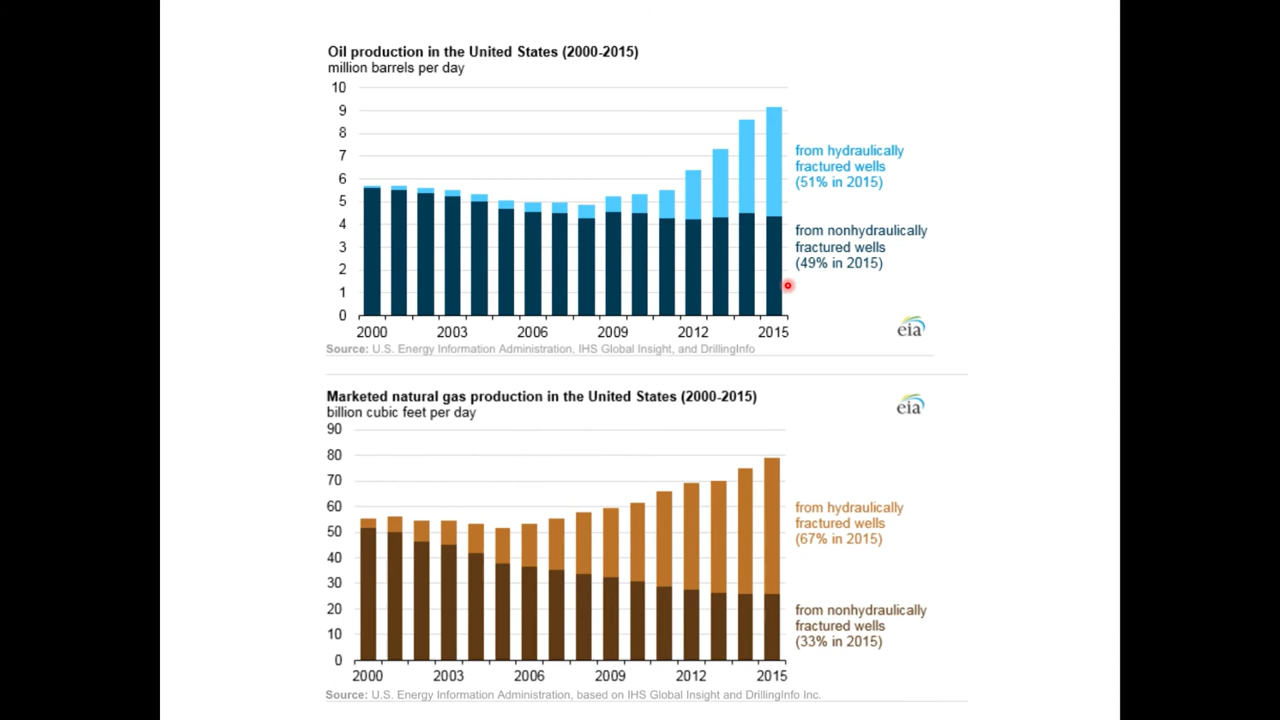 Oil production in the United States (2000-2015)
million barrels per day
10
9
8
7
6
5
4
3
2
1
0
from hydraulically
fractured wells
(51% in 2015)
from nonhydraulically
fractured wells
(49% in 2015)
2000 2003 2006 2009 2012 2015
eia
Source: U.S. Energy Information Administration, IHS Global Insight, and DrillingInfo
Marketed natural gas production in the United States (2000-2015)
billion cubic feet per day
eia
90
80
70
60
50
40
30
20
10
0
from hydraulically
fractured wells
(67% in 2015)
from nonhydraulically
fractured wells
(33% in 2015)
2000 2003 2006 2009 2012 2015
Source: U.S. Energy Information Administration, based on IHS Global Insight and DrillingInfo Inc.